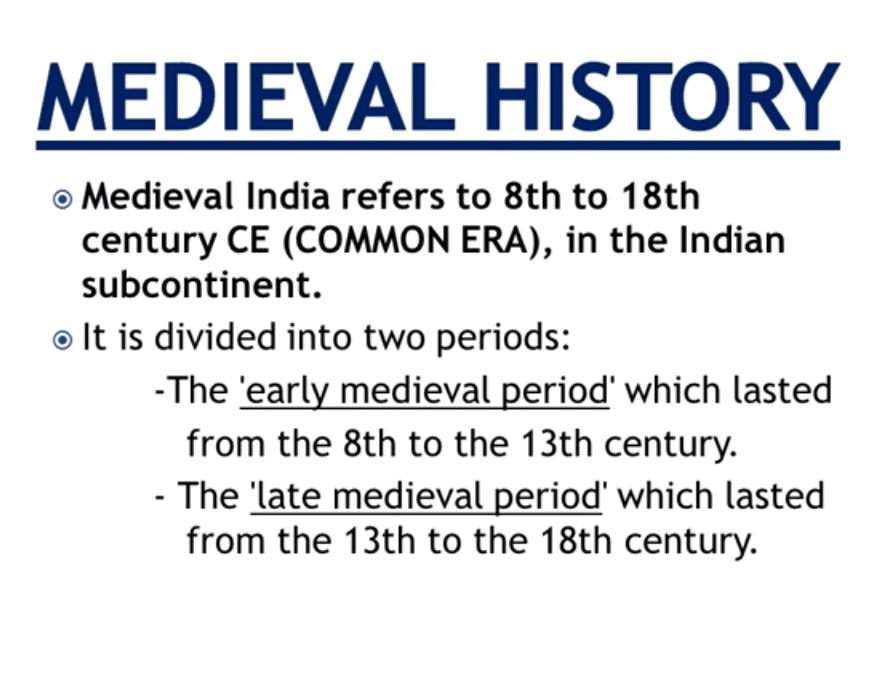 MEDIEVAL HISTORY
Medieval India refers to 8th to 18th
century CE (COMMON ERA), in the Indian
subcontinent.
It is divided into two periods:
-The 'early medieval period' which lasted
from the 8th to the 13th century.
- The 'late medieval period' which lasted
from the 13th to the 18th century.